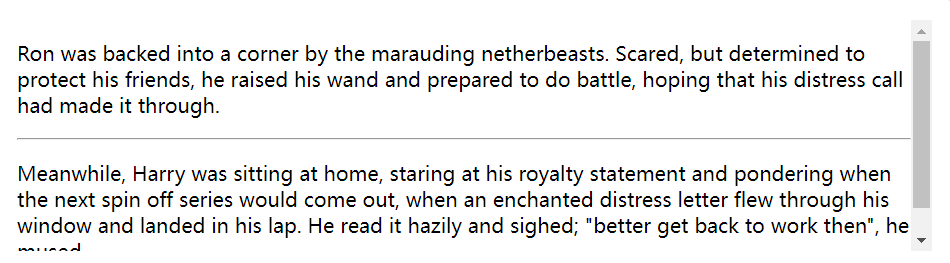 Ron was backed into a corner by the marauding netherbeasts. Scared, but determined to
protect his friends, he raised his wand and prepared to do battle, hoping that his distress call
had made it through.
Meanwhile, Harry was sitting at home, staring at his royalty statement and pondering when
the next spin off series would come out, when an enchanted distress letter flew through his
window and landed in his lap. He read it hazily and sighed; "better get back to work then", he
mused